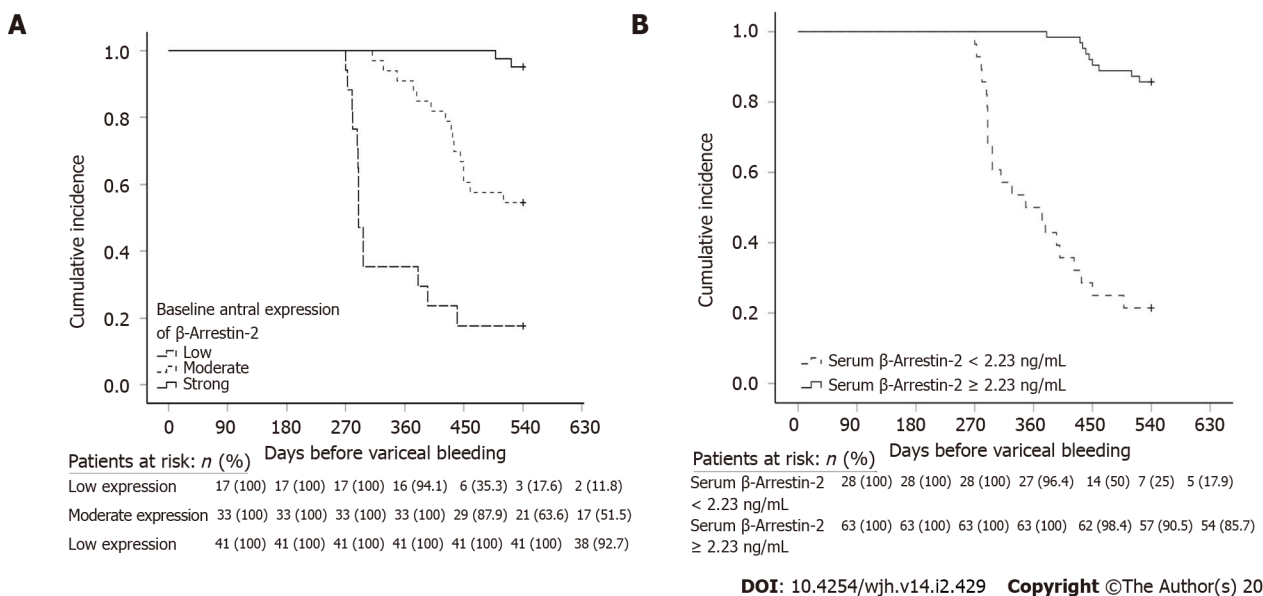 A
Cumulative incidence
1.0
0.8
0.6
0.4
0.2
0.0
Baseline antral expression
of β-Arrestin-2
Low
Moderate
Strong
0 90 180 270 360 450 540 630
Days before variceal bleeding
Patients at risk: n (%)
Low expression 17 (100) 17 (100) 17 (100) 16 (94.1) 6 (35.3) 3 (17.6) 2 (11.8)
Moderate expression 33 (100) 33 (100) 33 (100) 33 (100) 29 (87.9) 21 (63.6) 17 (51.5)
Low expression 41 (100) 41 (100) 41 (100) 41 (100) 41 (100) 41 (100) 38 (92.7)
B
Cumulative incidence
1.0
0.8
0.6
0.4
0.2
0.0
Serum β-Arrestin-2 < 2.23 ng/mL
Serum β-Arrestin-2 ≥ 2.23 ng/mL
0 90 180 270 360 450 540 630
Days before variceal bleeding
Patients at risk: n (%)
Serum β-Arrestin-2 28 (100) 28 (100) 28 (100) 27 (96.4) 14 (50) 7 (25) 5 (17.9)
< 2.23 ng/mL
Serum β-Arrestin-2 63 (100) 63 (100) 63 (100) 63 (100) 62 (98.4) 57 (90.5) 54 (85.7)
≥ 2.23 ng/mL
DOI: 10.4254/wjh.v14.i2.429 Copyright ©The Author(s) 20